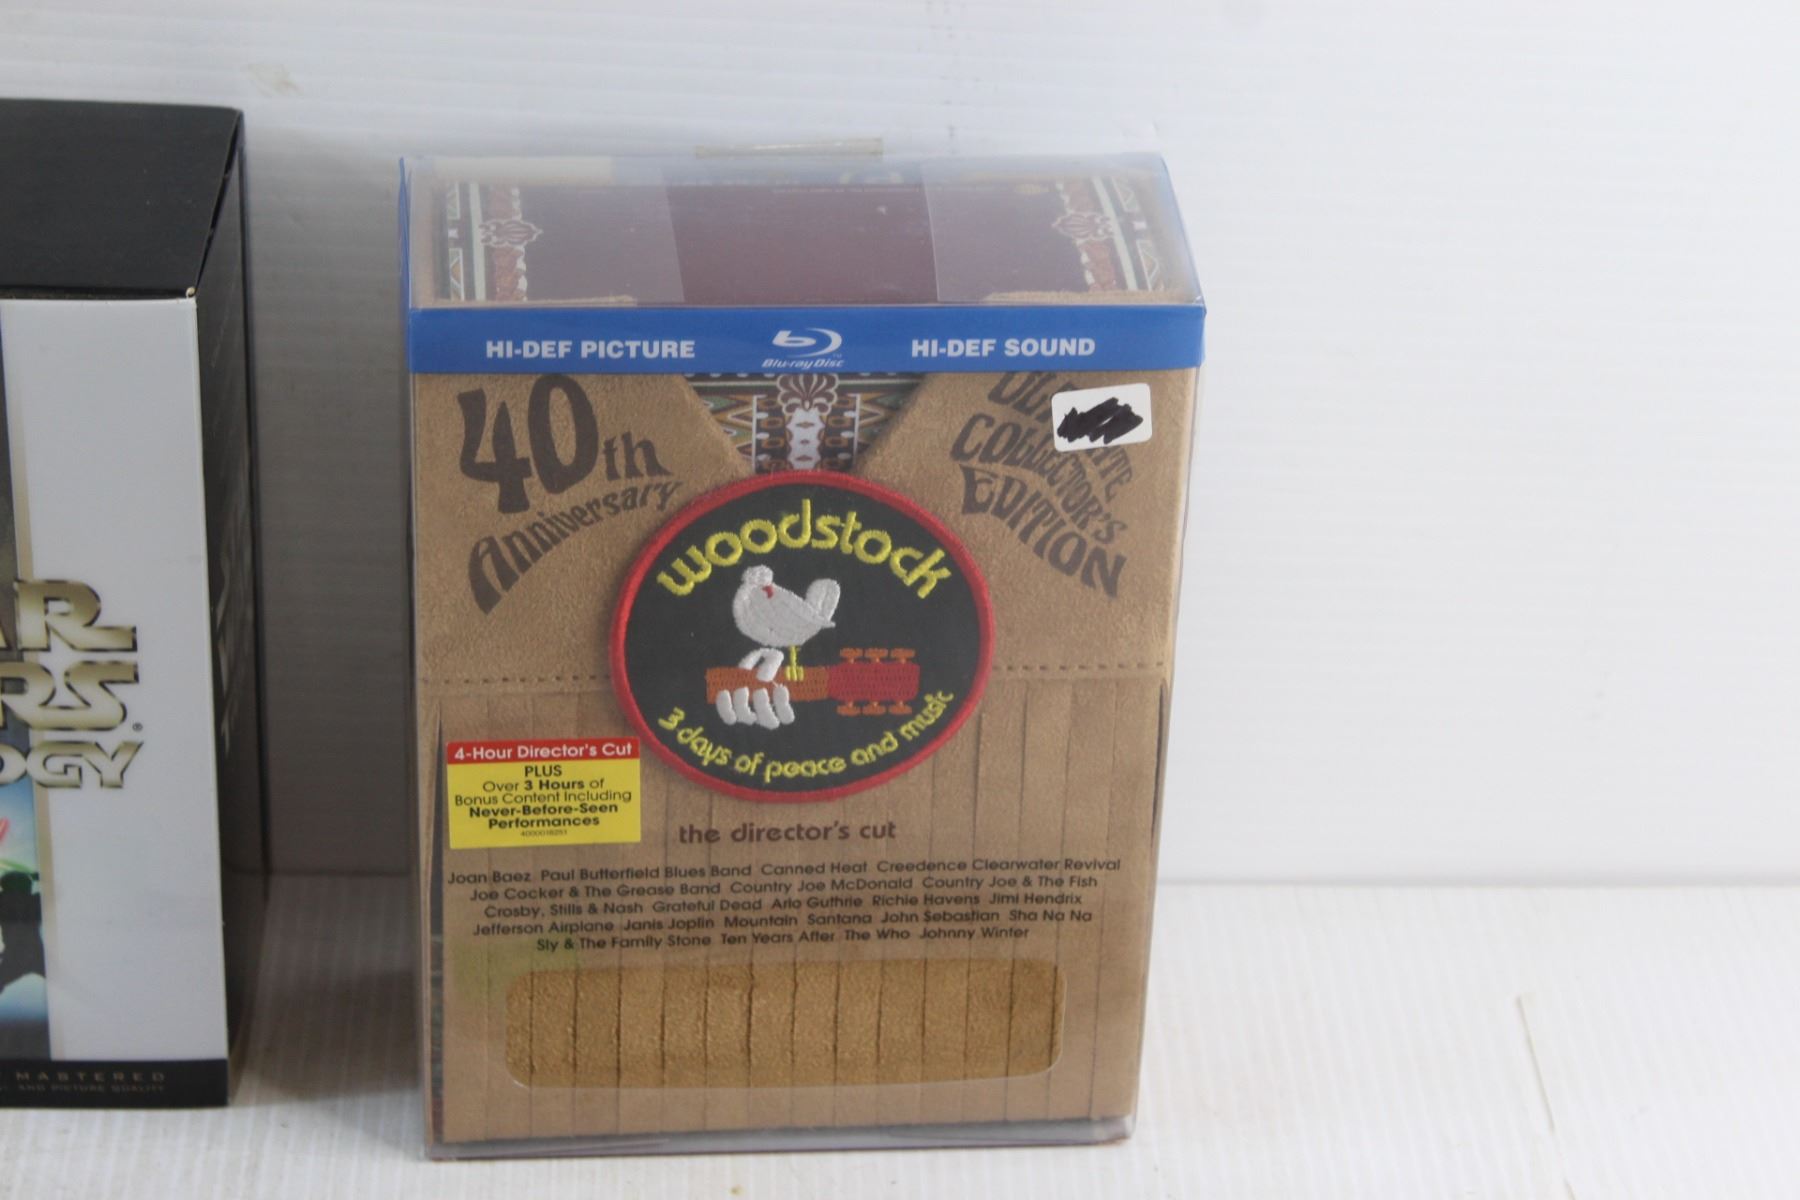 HI-DEF PICTURE
Blu-ray Disc
HI-DEF SOUND
40th
Anniversary
COLLECTOR'S
EDITION
woodstock
3 days of peace and music
4-Hour Director's Cut
PLUS
Over 3 Hours of
Bonus Content Including
Never-Before-Seen
Performances
the director's cut
Joan Baez Paul Butterfield Blues Band Canned Heat Creedence Clearwater Revival
Joe Cocker & The Grease Band Country Joe McDonald Country Joe & The Fish
Crosby, Stills & Nash Grateful Dead Arlo Guthrie Richie Havens Jimi Hendrix
Jefferson Airplane Janis Joplin Mountain Santana John Sebastian Sha Na Na
Sly & The Family Stone Ten Years After The Who Johnny Winter
AR
RS
OGY
MASTERED
AND PICTURE QUALITY